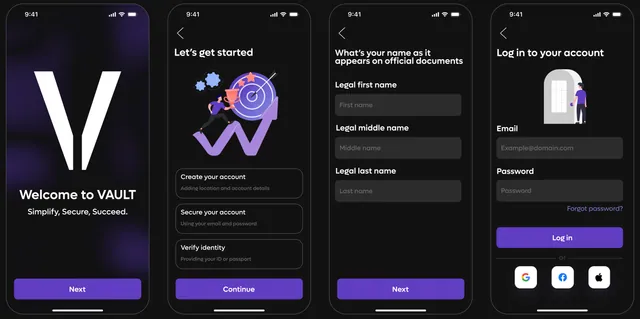 9:41
Welcome to VAULT
Simplify, Secure, Succeed.
Next
9:41
Let's get started
Create your account
Adding location and account details
Secure your account
Using your email and password
Verify identity
Providing your ID or passport
Continue
9:41
What's your name as it
appears on official documents
Legal first name
First name
Legal middle name
Middle name
Legal last name
Last name
Next
9:41
Log in to your account
Email
Example@domain.com
Password
Password
Forgot password?
Log in
or